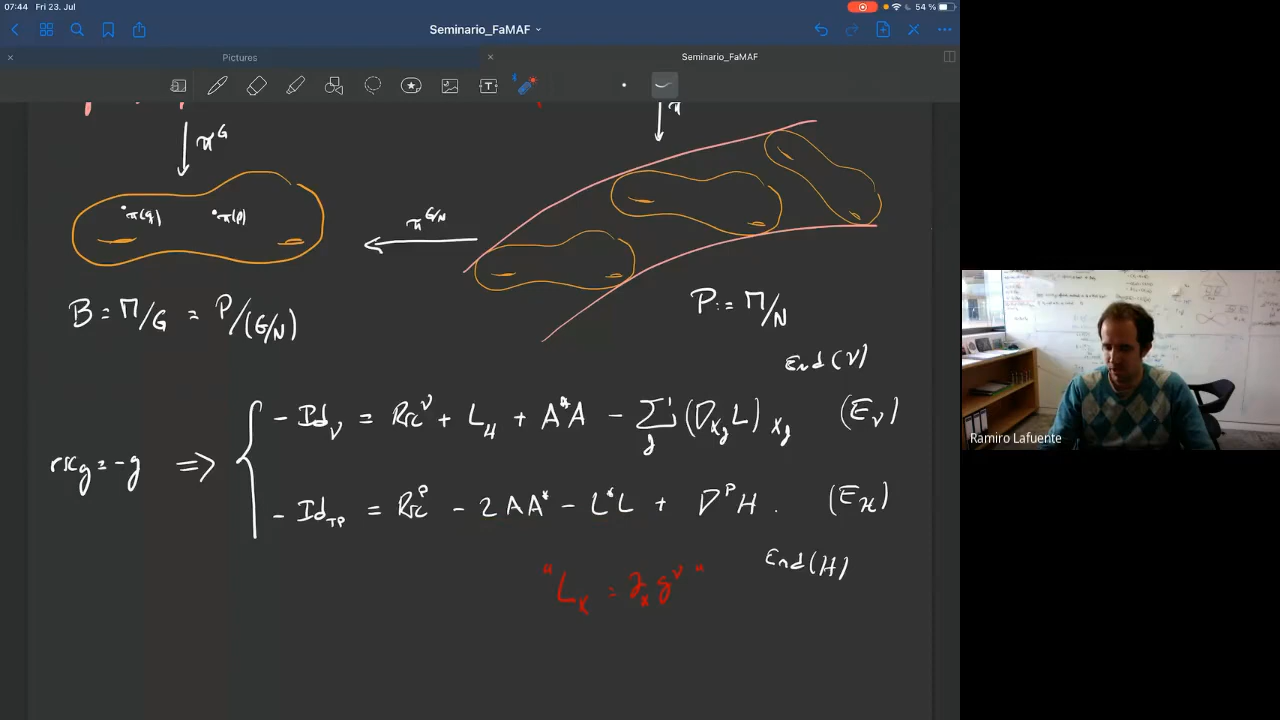 07:44 Fri 23. Jul
54 %
Seminario_FaMAF
Pictures
Seminario_FaMAF
π^G
π
π(q) π(p)
π^{G/N}
B = M/G = P/(G/N)
P := M/N
End(V)
- Id_V = Ric^V + L_H + A*A - Σ_j (∇_{X_j} L)_{X_j} (E_V)
ric_g = -g ⇒
- Id_{TP} = Ric^P - 2AA* - L*L + ∇^P H. (E_H)
End(H)
"L_X = ∂_X g^V"
Ramiro Lafuente